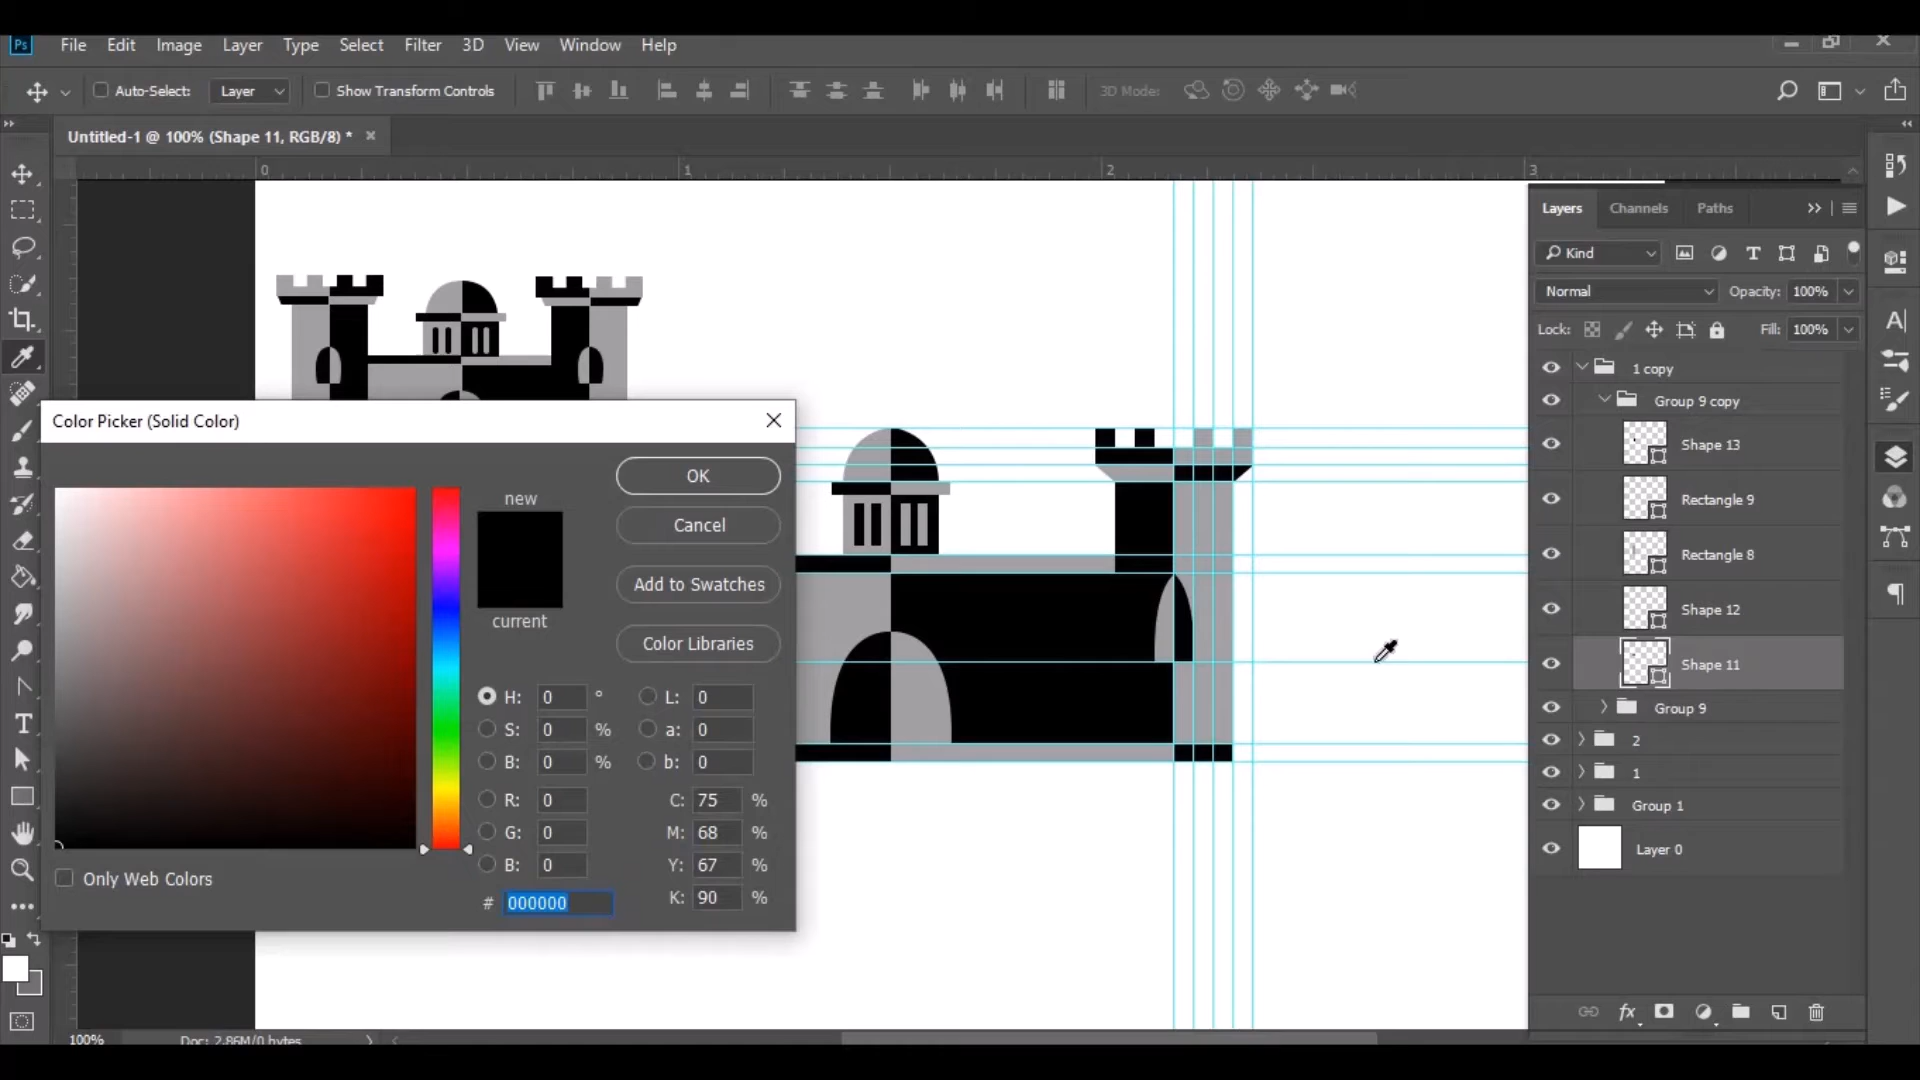 Ps File Edit Image Layer Type Select Filter 3D View Window Help
Auto-Select: Layer Show Transform Controls 3D Mode:
Untitled-1 @ 100% (Shape 11, RGB/8) *
0 1 2 3
Layers Channels Paths
Kind
Normal Opacity: 100%
Lock: Fill: 100%
1 copy
Group 9 copy
Shape 13
Rectangle 9
Rectangle 8
Shape 12
Shape 11
Group 9
2
1
Group 1
Layer 0
Color Picker (Solid Color)
new
current
OK
Cancel
Add to Swatches
Color Libraries
H: 0 ° L: 0
S: 0 % a: 0
B: 0 % b: 0
R: 0 C: 75 %
G: 0 M: 68 %
B: 0 Y: 67 %
# 000000 K: 90 %
Only Web Colors
100% Doc: 2.86M/0 bytes